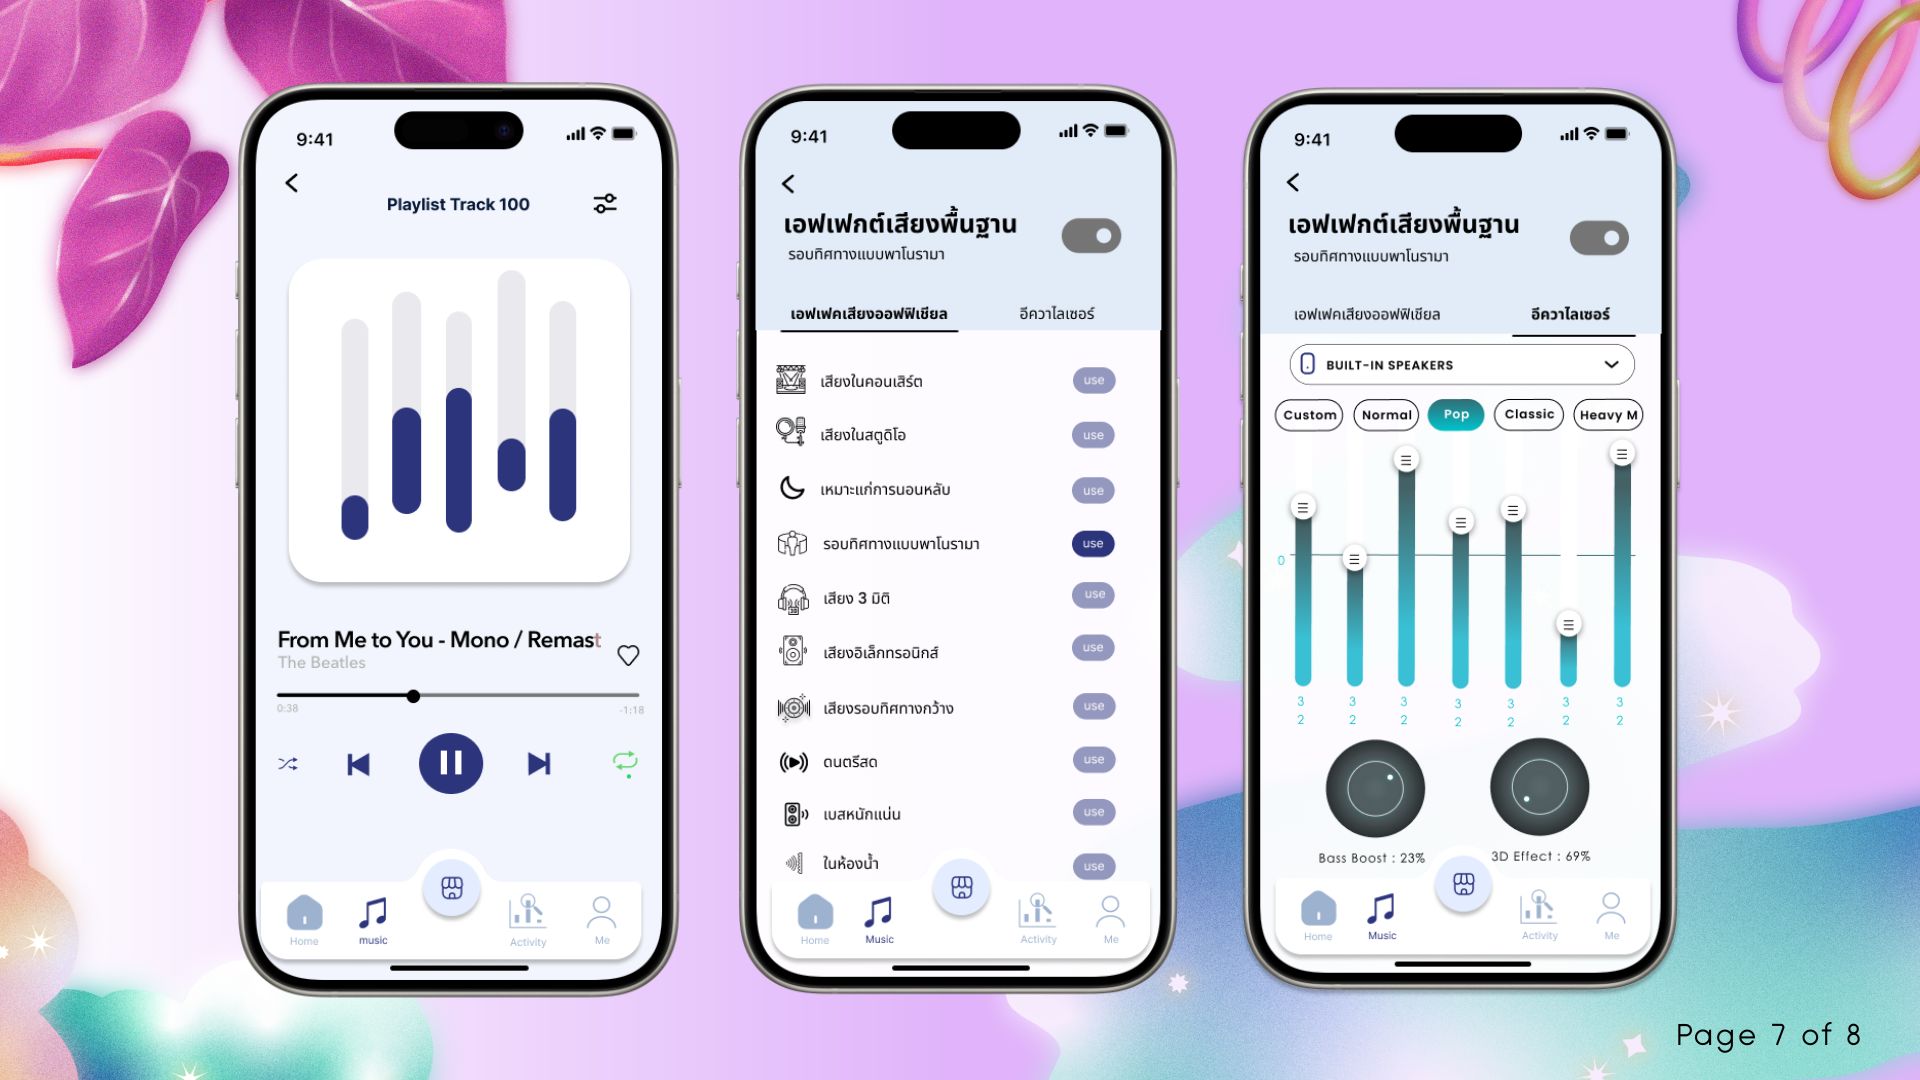 9:41
Playlist Track 100
From Me to You - Mono / Remast
The Beatles
0:38
-1:18
Home
music
Activity
Me
9:41
เอฟเฟกต์เสียงพื้นฐาน
รอบทิศทางแบบพาโนรามา
เอฟเฟคเสียงออฟฟิเชียล
อีควาไลเซอร์
เสียงในคอนเสิร์ต
use
เสียงในสตูดิโอ
use
เหมาะแก่การนอนหลับ
use
รอบทิศทางแบบพาโนรามา
use
เสียง 3 มิติ
use
เสียงอิเล็กทรอนิกส์
use
เสียงรอบทิศทางกว้าง
use
ดนตรีสด
use
เบสหนักแน่น
use
ในห้องน้ำ
use
Home
Music
Activity
Me
9:41
เอฟเฟกต์เสียงพื้นฐาน
รอบทิศทางแบบพาโนรามา
เอฟเฟคเสียงออฟฟิเชียล
อีควาไลเซอร์
BUILT-IN SPEAKERS
Custom
Normal
Pop
Classic
Heavy M
0
3 3 3 3 3 3 3
2 2 2 2 2 2 2
Bass Boost : 23%
3D Effect : 69%
Home
Music
Activity
Me
Page 7 of 8